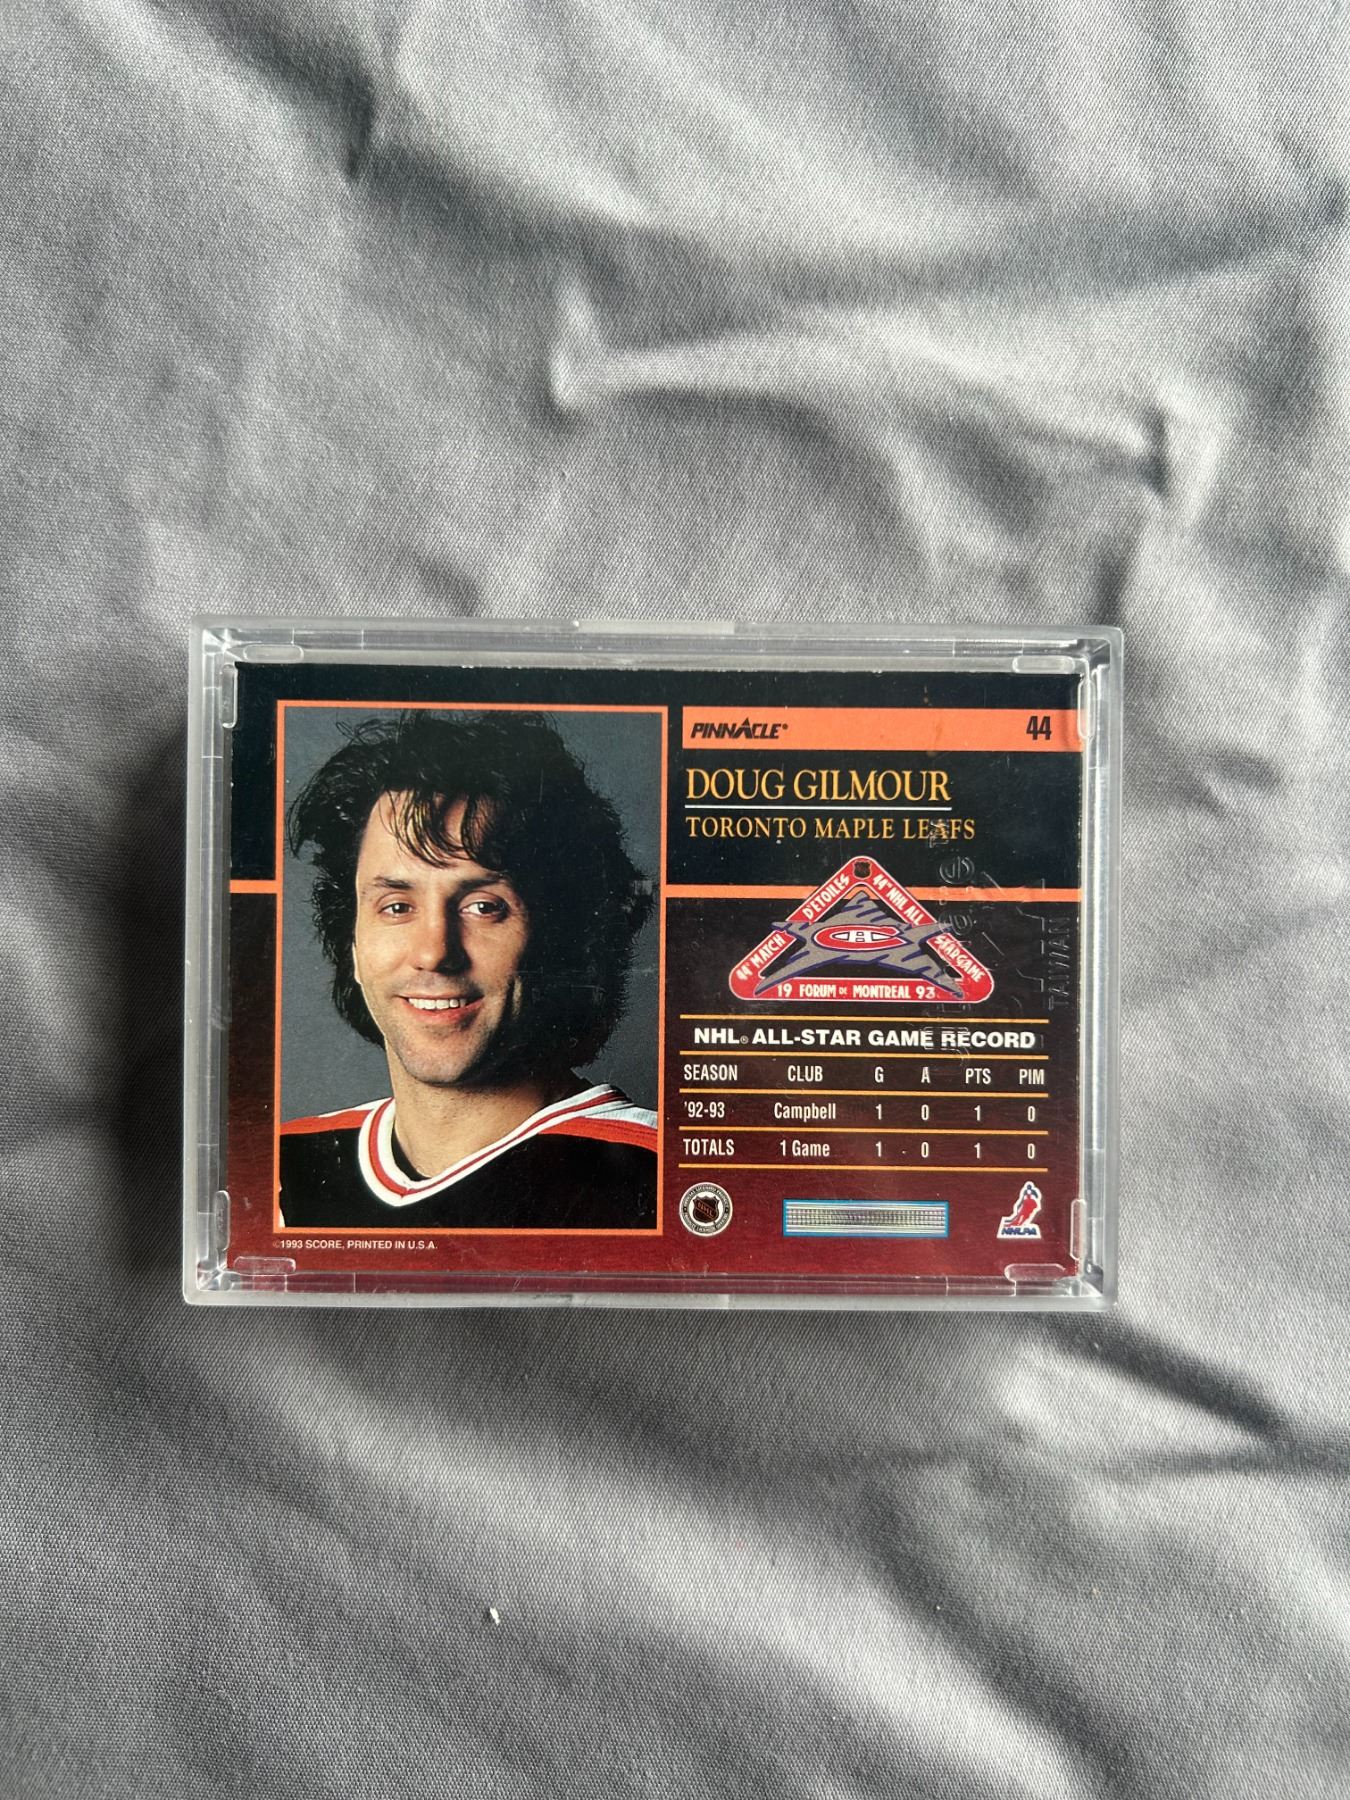 PINNACLE® 44
DOUG GILMOUR
TORONTO MAPLE LEAFS
44e MATCH D'ETOILES 44th NHL ALL STAR GAME
19 FORUM DE MONTREAL 93
NHL® ALL-STAR GAME RECORD
SEASON CLUB G A PTS PIM
'92-93 Campbell 1 0 1 0
TOTALS 1 Game 1 0 1 0
NHL
NHLPA
©1993 SCORE, PRINTED IN U.S.A.
TAIWAN